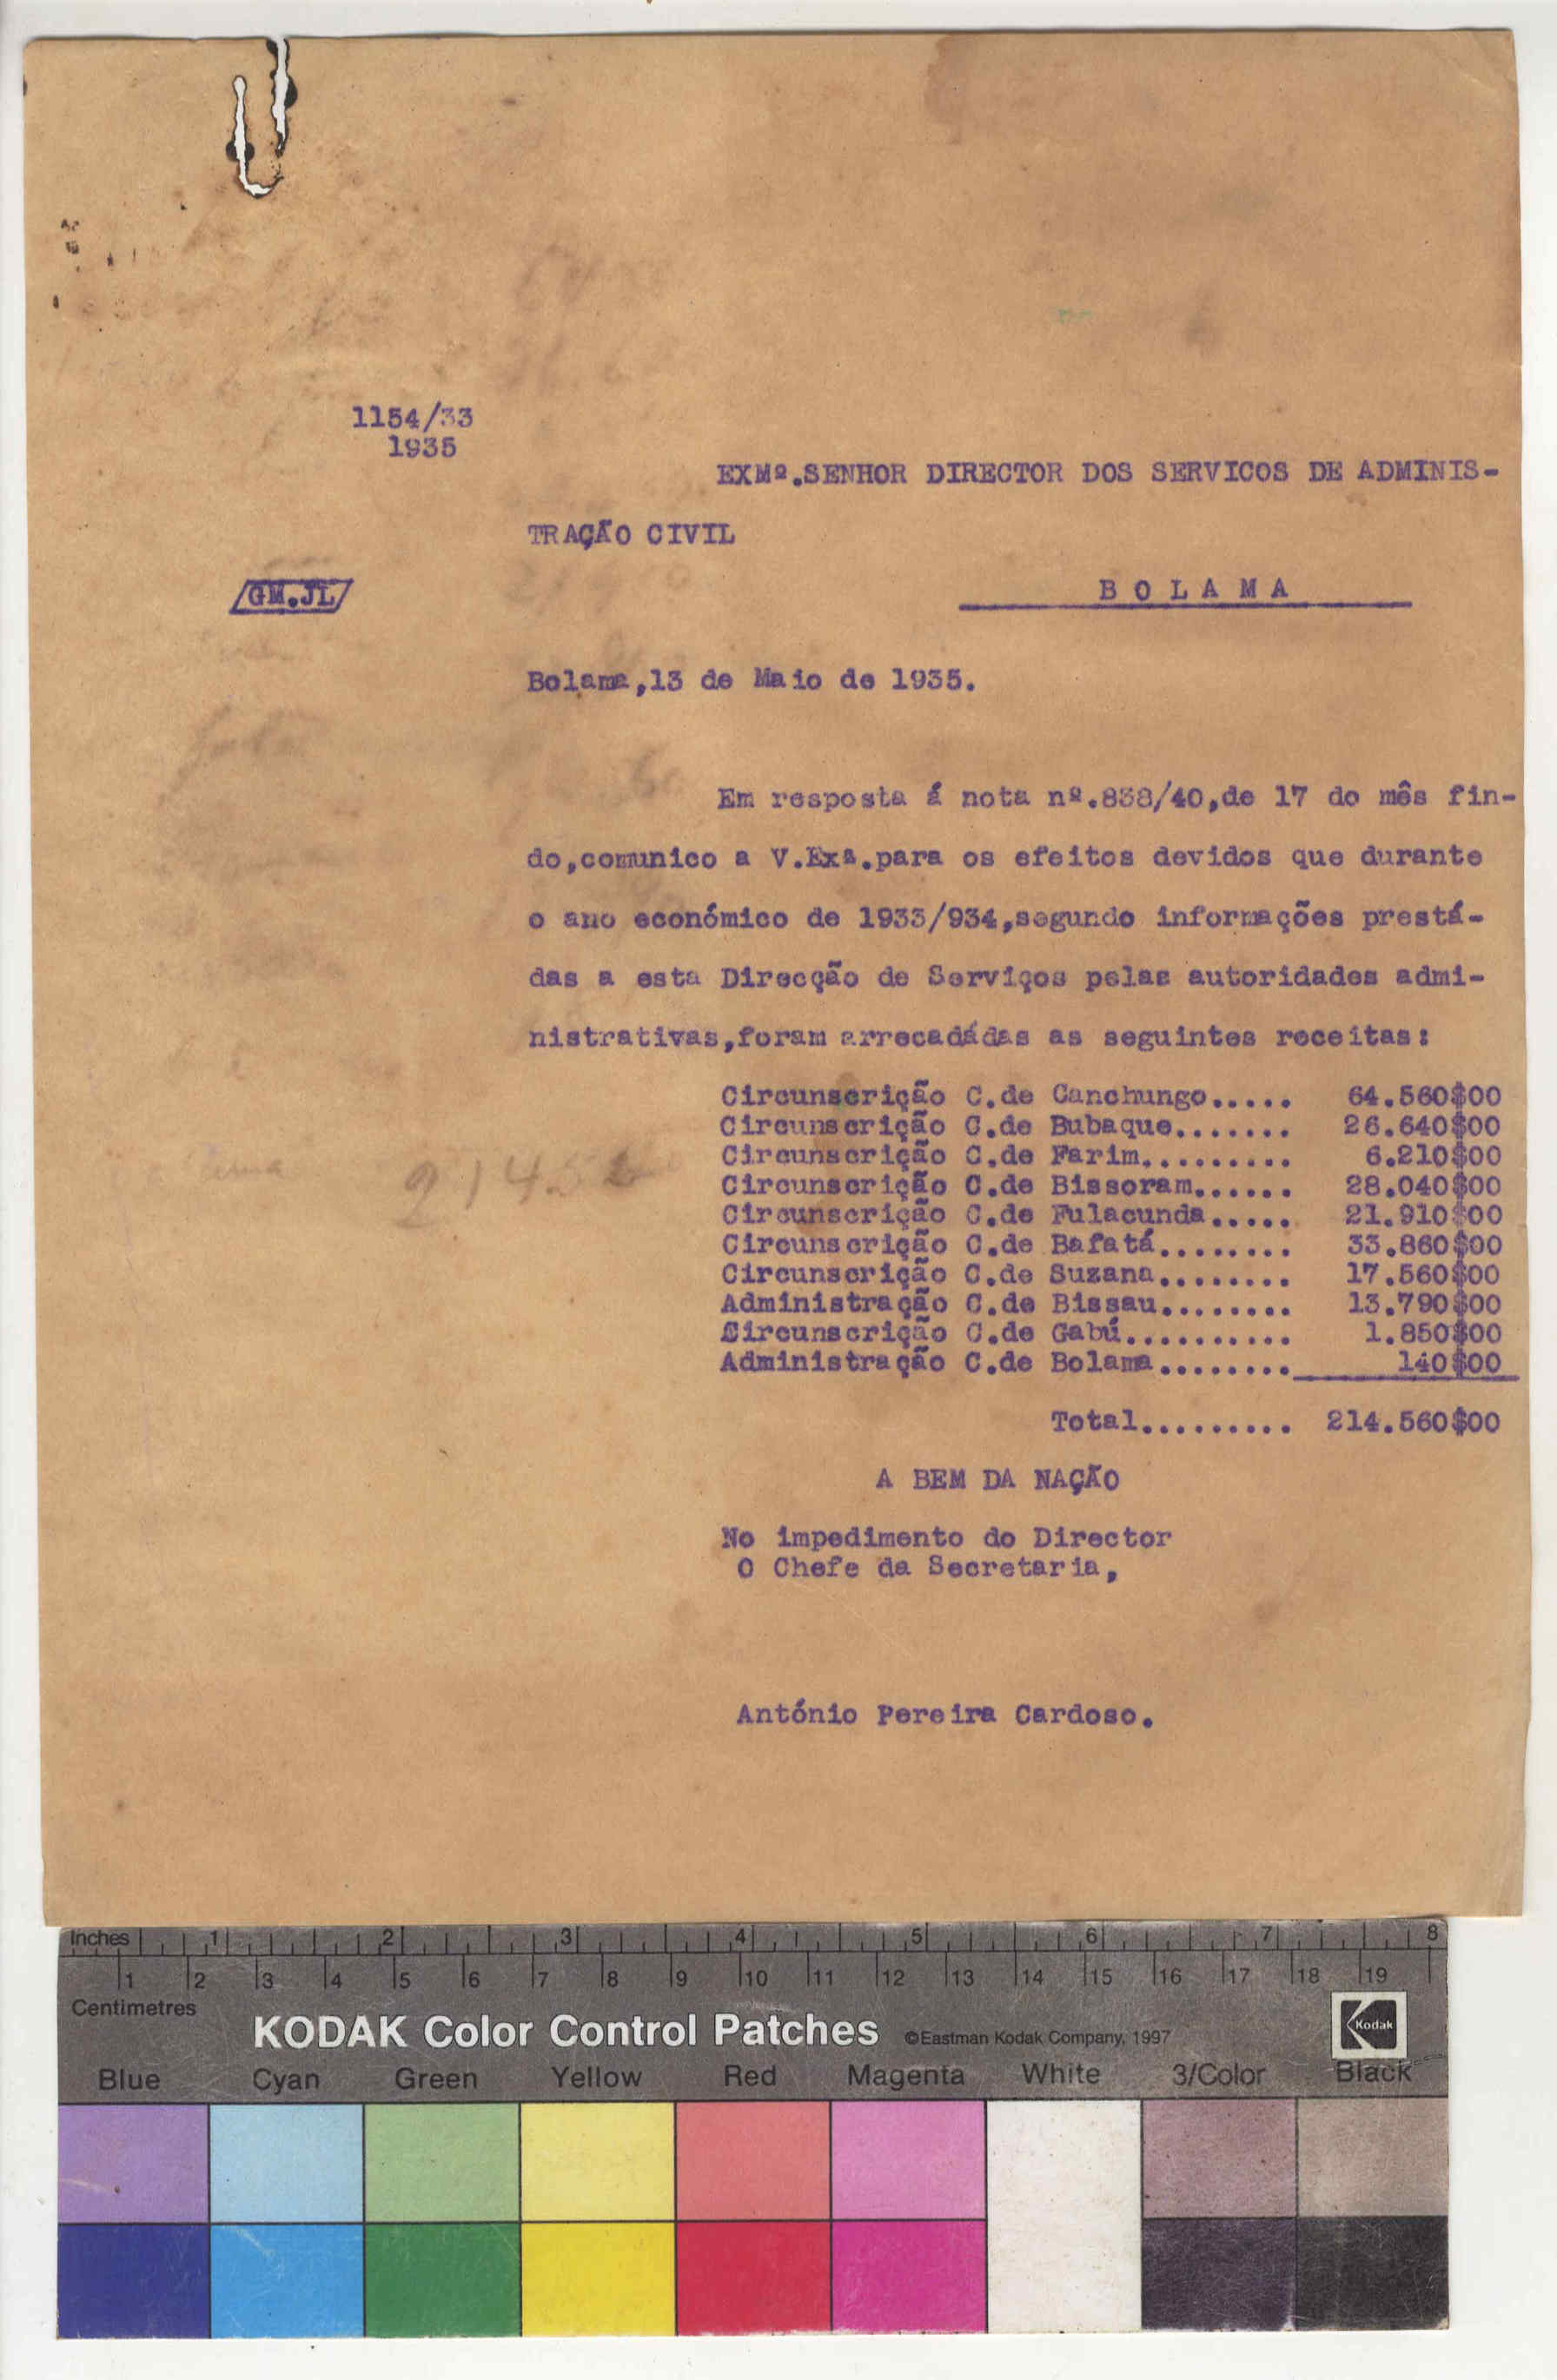 1154/33
1935
EXMº.SENHOR DIRECTOR DOS SERVICOS DE ADMINIS-
TRAÇÃO CIVIL
/GM.JL/
B O L A M A
Bolama,13 de Maio de 1935.
Em resposta á nota nº.838/40,de 17 do mês fin-
do,comunico a V.Exª.para os efeitos devidos que durante
o ano económico de 1933/934,segundo informações prestá-
das a esta Direcção de Serviços pelas autoridades admi-
nistrativas,foram arrecadádas as seguintes receitas:
Circunscrição C.de Canchungo..... 64.560$00
Circunscrição C.de Bubaque....... 26.640$00
Circunscrição C.de Farim......... 6.210$00
Circunscrição C.de Bissoram...... 28.040$00
Circunscrição C.de Fulacunda..... 21.910$00
Circunscrição C.de Bafatá........ 33.860$00
Circunscrição C.de Suzana........ 17.560$00
Administração C.de Bissau........ 13.790$00
Circunscrição C.de Gabú.......... 1.850$00
Administração C.de Bolama........ 140$00
Total......... 214.560$00
A BEM DA NAÇÃO
No impedimento do Director
O Chefe da Secretaria,
António Pereira Cardoso.
Inches 1 2 3 4 5 6 7 8
1 2 3 4 5 6 7 8 9 10 11 12 13 14 15 16 17 18 19
Centimetres
KODAK Color Control Patches ©Eastman Kodak Company, 1997 Kodak
Blue Cyan Green Yellow Red Magenta White 3/Color Black